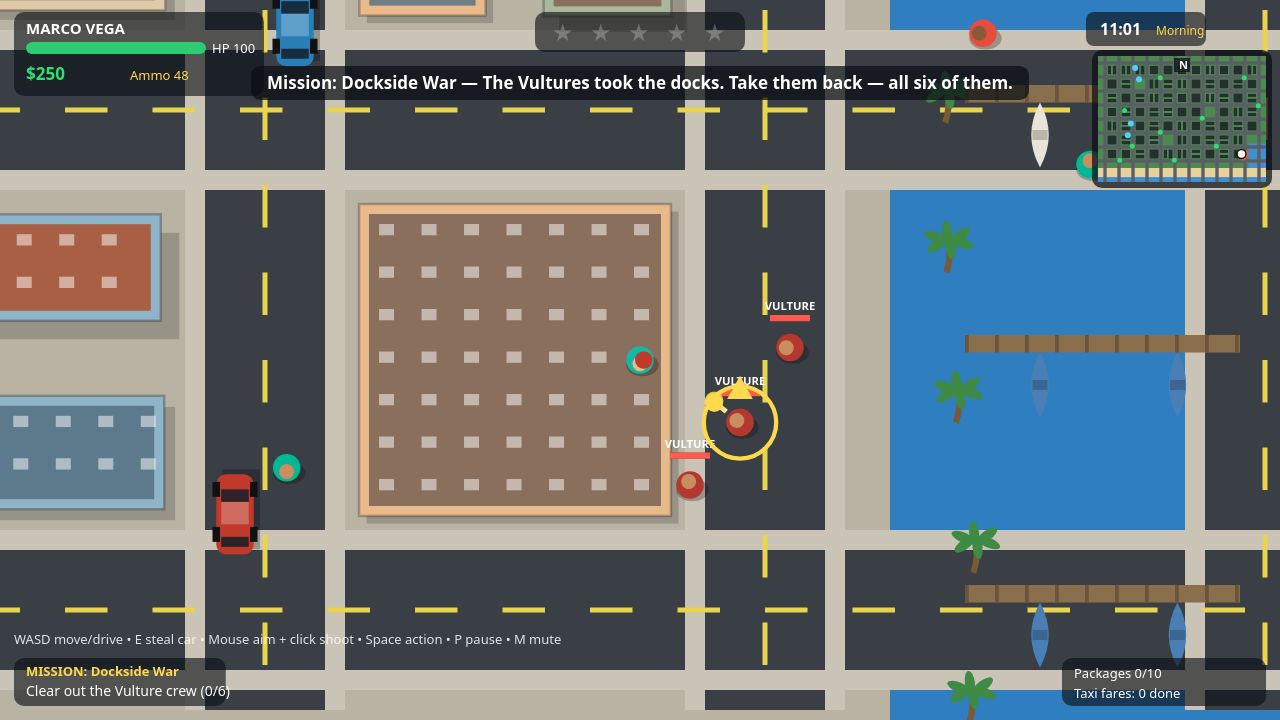 MARCO VEGA
HP 100
$250
Ammo 48
11:01 Morning
N
Mission: Dockside War — The Vultures took the docks. Take them back — all six of them.
VULTURE
VULTURE
VULTURE
WASD move/drive • E steal car • Mouse aim + click shoot • Space action • P pause • M mute
MISSION: Dockside War
Clear out the Vulture crew (0/6)
Packages 0/10
Taxi fares: 0 done